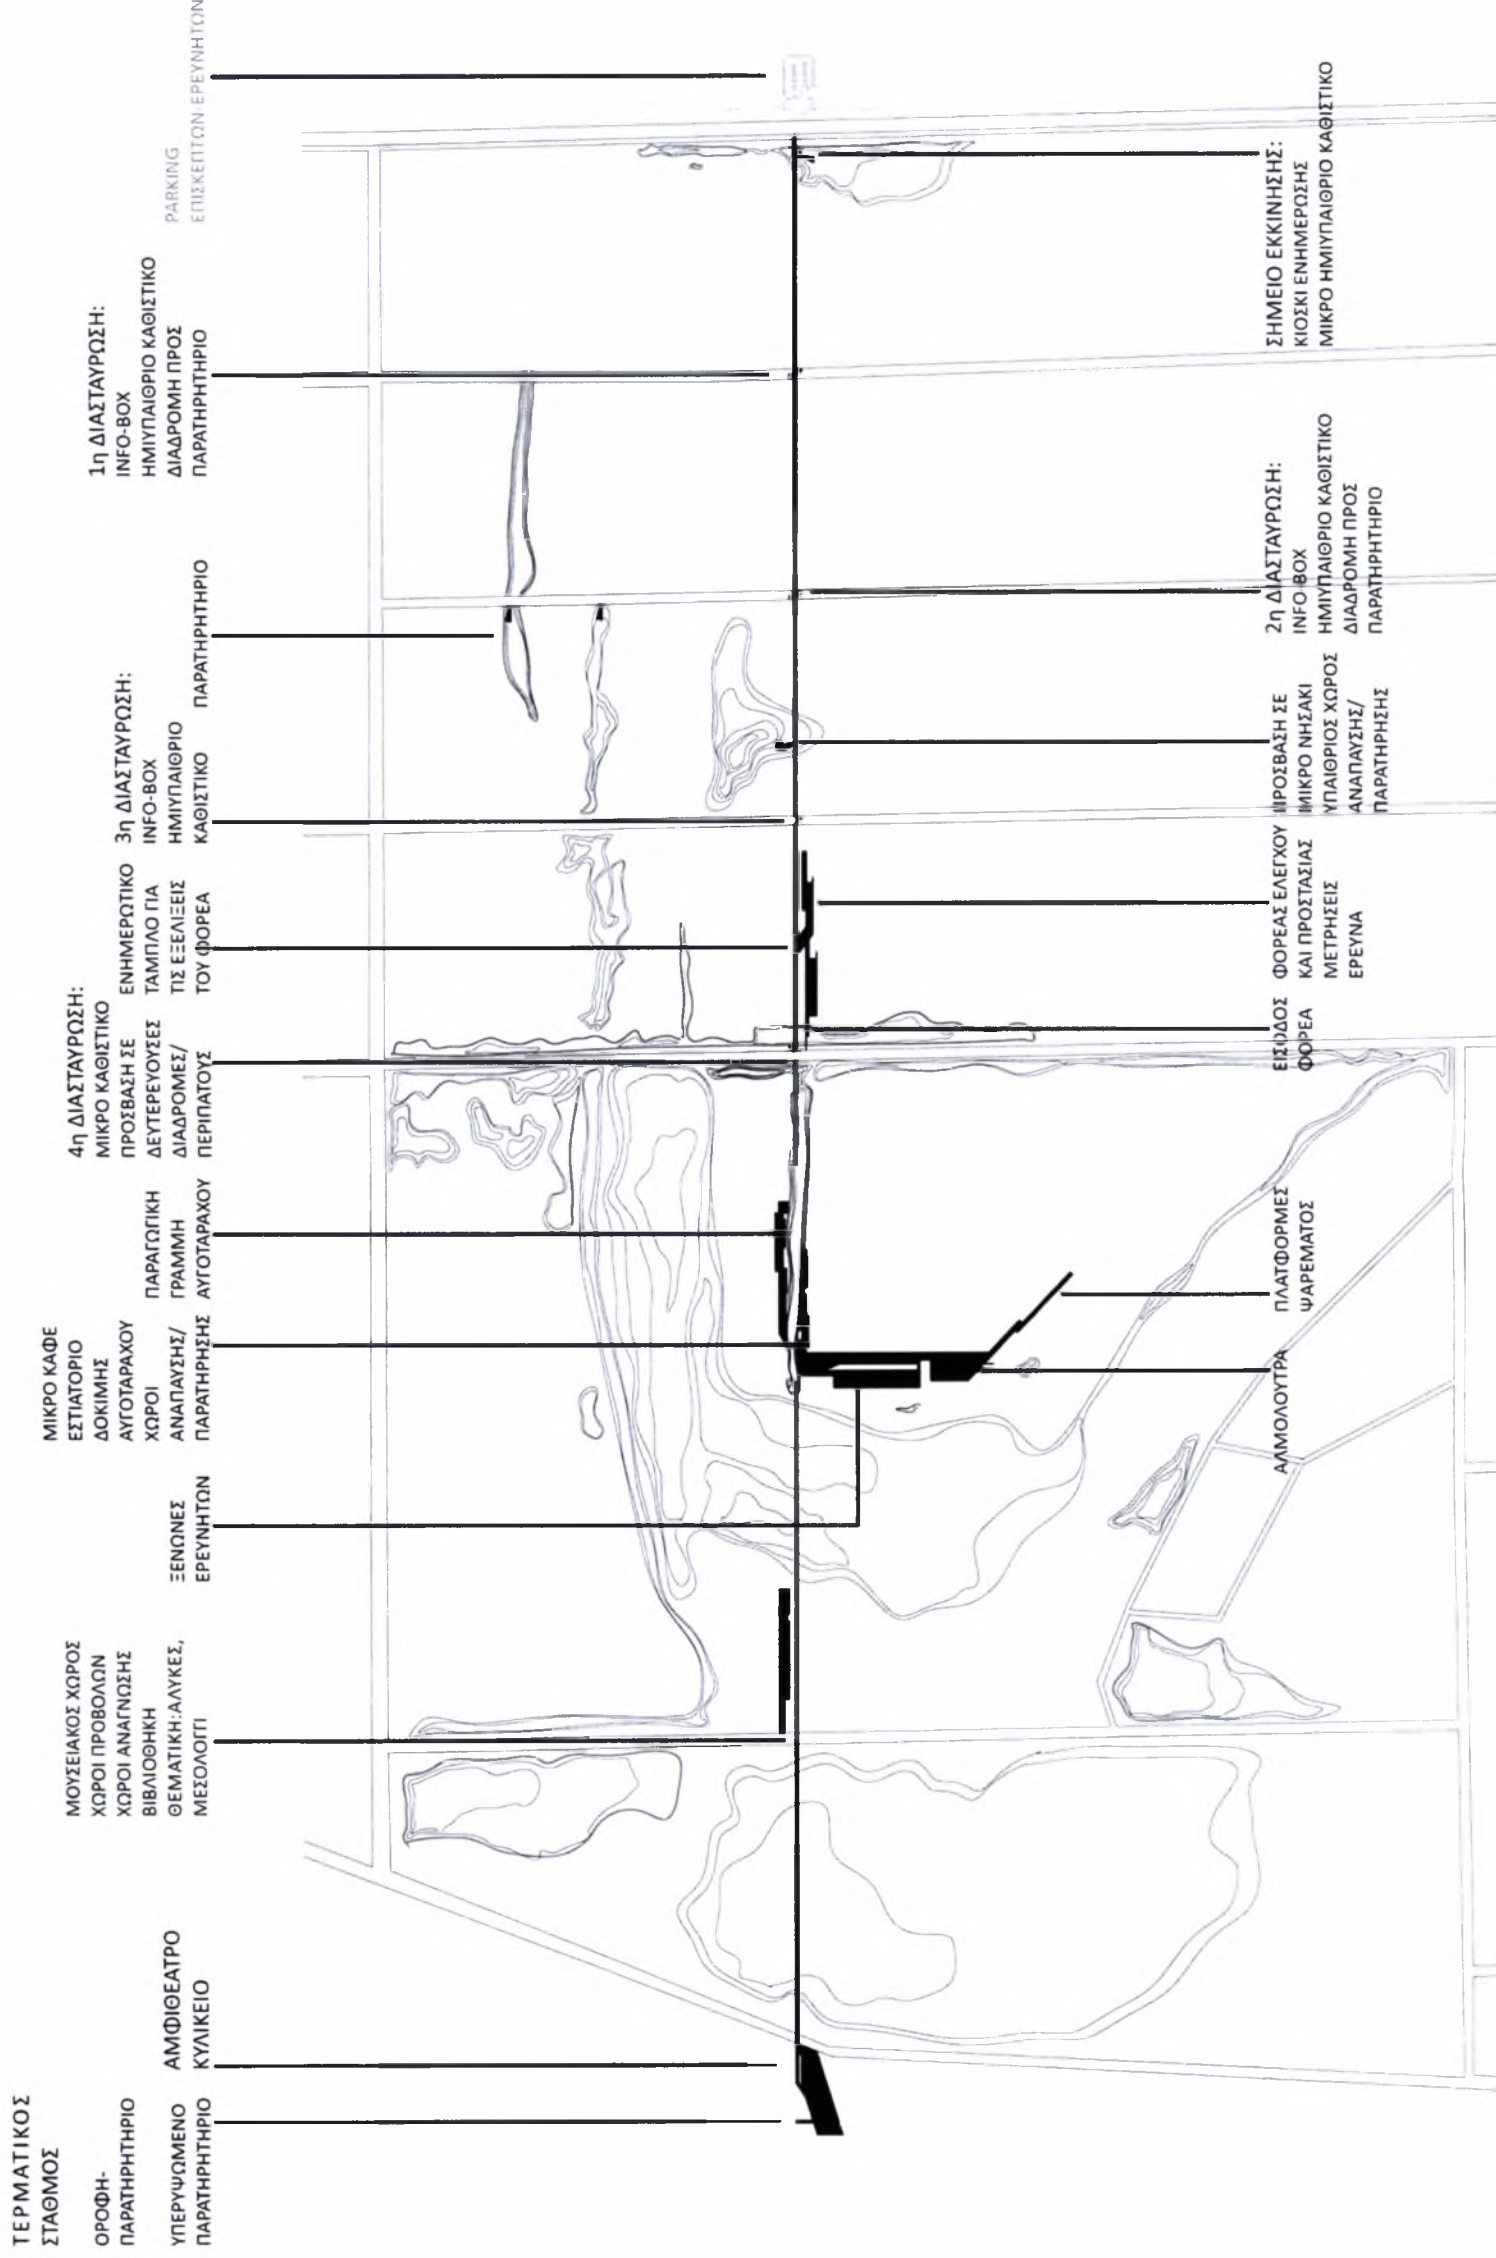 ΤΕΡΜΑΤΙΚΟΣ
ΣΤΑΘΜΟΣ
ΟΡΟΦΗ-
ΠΑΡΑΤΗΡΗΤΗΡΙΟ
ΥΠΕΡΥΨΩΜΕΝΟ
ΠΑΡΑΤΗΡΗΤΗΡΙΟ
ΑΜΦΙΘΕΑΤΡΟ
ΚΥΛΙΚΕΙΟ
ΜΟΥΣΕΙΑΚΟΣ ΧΩΡΟΣ
ΧΩΡΟΙ ΠΡΟΒΟΛΩΝ
ΧΩΡΟΙ ΑΝΑΓΝΩΣΗΣ
ΒΙΒΛΙΟΘΗΚΗ
ΘΕΜΑΤΙΚΗ:ΑΛΥΚΕΣ,
ΜΕΣΟΛΟΓΓΙ
ΞΕΝΩΝΕΣ
ΕΡΕΥΝΗΤΩΝ
ΜΙΚΡΟ ΚΑΦΕ
ΕΣΤΙΑΤΟΡΙΟ
ΔΟΚΙΜΗΣ
ΑΥΓΟΤΑΡΑΧΟΥ
ΧΩΡΟΙ
ΑΝΑΠΑΥΣΗΣ/
ΠΑΡΑΤΗΡΗΣΗΣ
ΠΑΡΑΓΩΓΙΚΗ
ΓΡΑΜΜΗ
ΑΥΓΟΤΑΡΑΧΟΥ
4η ΔΙΑΣΤΑΥΡΩΣΗ:
ΜΙΚΡΟ ΚΑΘΙΣΤΙΚΟ
ΠΡΟΣΒΑΣΗ ΣΕ
ΔΕΥΤΕΡΕΥΟΥΣΕΣ
ΔΙΑΔΡΟΜΕΣ/
ΠΕΡΙΠΑΤΟΥΣ
ΕΝΗΜΕΡΩΤΙΚΟ
ΤΑΜΠΛΟ ΓΙΑ
ΤΙΣ ΕΞΕΛΙΞΕΙΣ
ΤΟΥ ΦΟΡΕΑ
3η ΔΙΑΣΤΑΥΡΩΣΗ:
INFO-BOX
ΗΜΙΥΠΑΙΘΡΙΟ
ΚΑΘΙΣΤΙΚΟ
ΠΑΡΑΤΗΡΗΤΗΡΙΟ
1η ΔΙΑΣΤΑΥΡΩΣΗ:
INFO-BOX
ΗΜΙΥΠΑΙΘΡΙΟ ΚΑΘΙΣΤΙΚΟ
ΔΙΑΔΡΟΜΗ ΠΡΟΣ
ΠΑΡΑΤΗΡΗΤΗΡΙΟ
PARKING
ΕΠΙΣΚΕΠΤΩΝ-ΕΡΕΥΝΗΤΩΝ
ΑΛΜΟΛΟΥΤΡΑ
ΠΛΑΤΦΟΡΜΕΣ
ΨΑΡΕΜΑΤΟΣ
ΕΙΣΟΔΟΣ
ΦΟΡΕΑ
ΦΟΡΕΑΣ ΕΛΕΓΧΟΥ
ΚΑΙ ΠΡΟΣΤΑΣΙΑΣ
ΜΕΤΡΗΣΕΙΣ
ΕΡΕΥΝΑ
ΠΡΟΣΒΑΣΗ ΣΕ
ΜΙΚΡΟ ΝΗΣΑΚΙ
ΥΠΑΙΘΡΙΟΣ ΧΩΡΟΣ
ΑΝΑΠΑΥΣΗΣ/
ΠΑΡΑΤΗΡΗΣΗΣ
2η ΔΙΑΣΤΑΥΡΩΣΗ:
INFO-BOX
ΗΜΙΥΠΑΙΘΡΙΟ ΚΑΘΙΣΤΙΚΟ
ΔΙΑΔΡΟΜΗ ΠΡΟΣ
ΠΑΡΑΤΗΡΗΤΗΡΙΟ
ΣΗΜΕΙΟ ΕΚΚΙΝΗΣΗΣ:
ΚΙΟΣΚΙ ΕΝΗΜΕΡΩΣΗΣ
ΜΙΚΡΟ ΗΜΙΥΠΑΙΘΡΙΟ ΚΑΘΙΣΤΙΚΟ